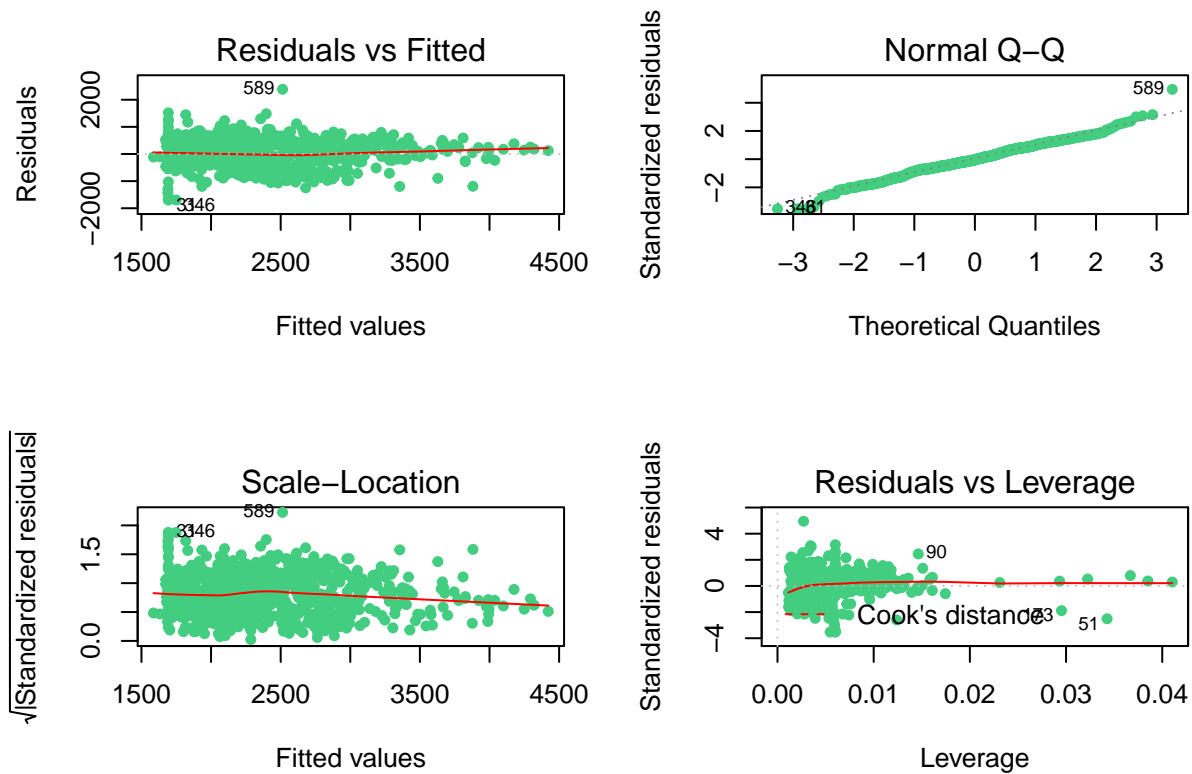 Residuals vs Fitted
Residuals
2000
−2000
589
346
1500
2500
3500
4500
Fitted values
Normal Q−Q
Standardized residuals
2
−2
589
346
−3
−2
−1
0
1
2
3
Theoretical Quantiles
Scale−Location
√|Standardized residuals|
1.5
0.0
589
346
1500
2500
3500
4500
Fitted values
Residuals vs Leverage
Standardized residuals
4
0
−4
90
Cook's distance
51
0.00
0.01
0.02
0.03
0.04
Leverage